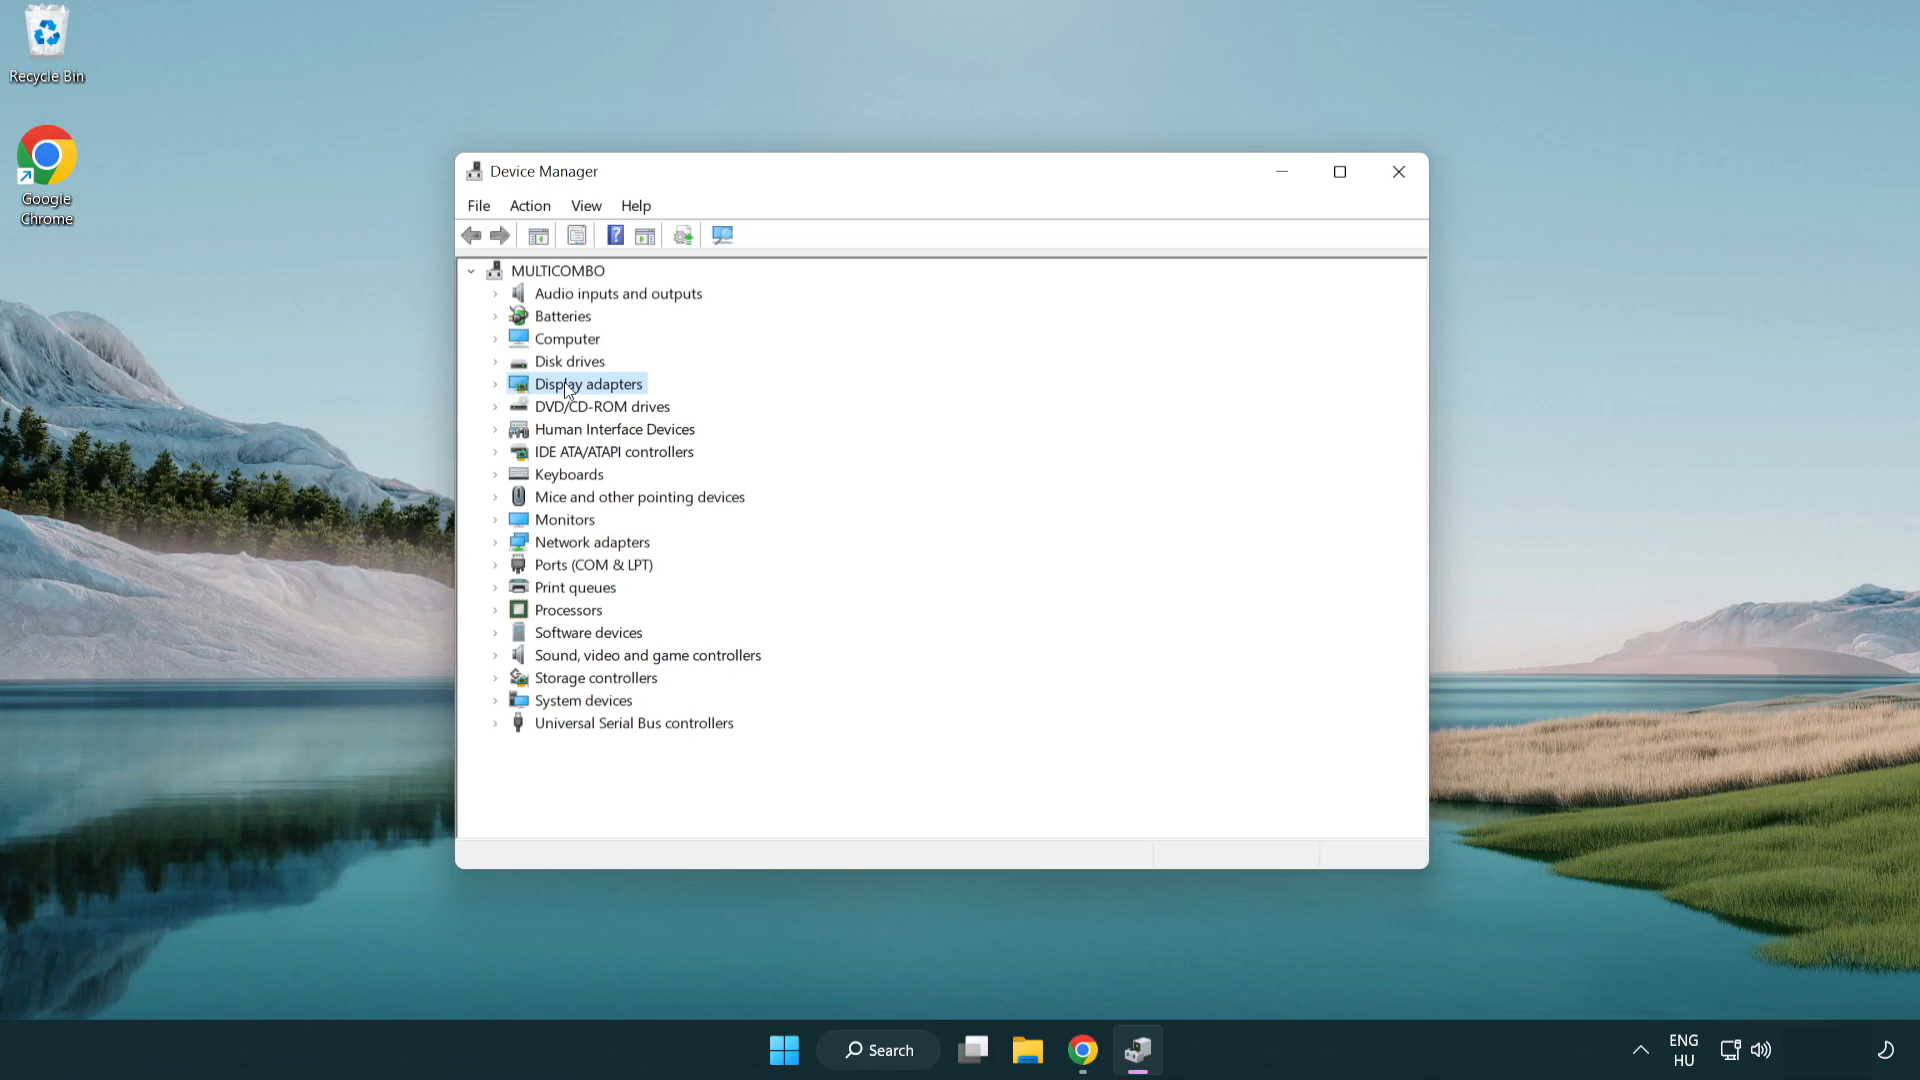 Recycle Bin
Google
Chrome
Device Manager
File Action View Help
MULTICOMBO
Audio inputs and outputs
Batteries
Computer
Disk drives
Display adapters
DVD/CD-ROM drives
Human Interface Devices
IDE ATA/ATAPI controllers
Keyboards
Mice and other pointing devices
Monitors
Network adapters
Ports (COM & LPT)
Print queues
Processors
Software devices
Sound, video and game controllers
Storage controllers
System devices
Universal Serial Bus controllers
Search
ENG
HU